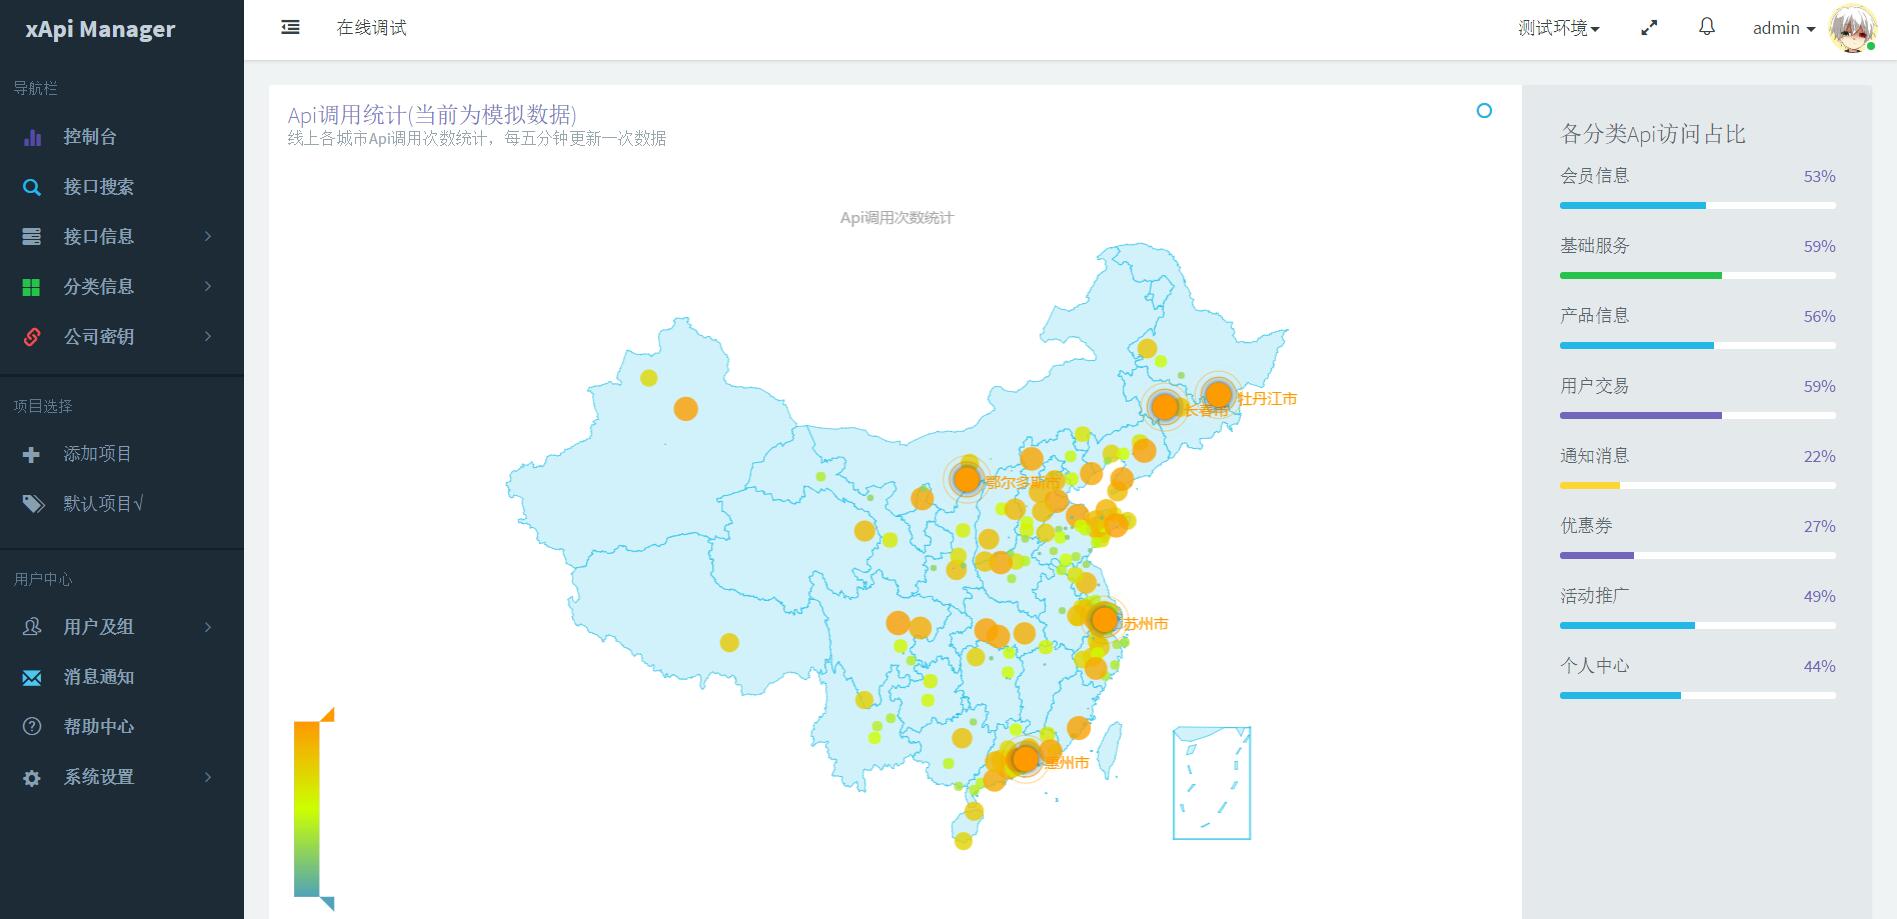 xApi Manager
导航栏
控制台
接口搜索
接口信息
分类信息
公司密钥
项目选择
添加项目
默认项目√
用户中心
用户及组
消息通知
帮助中心
系统设置
在线调试
测试环境
admin
Api调用统计(当前为模拟数据)
线上各城市Api调用次数统计，每五分钟更新一次数据
Api调用次数统计
牡丹江市
长春市
鄂尔多斯市
苏州市
惠州市
各分类Api访问占比
会员信息 53%
基础服务 59%
产品信息 56%
用户交易 59%
通知消息 22%
优惠券 27%
活动推广 49%
个人中心 44%